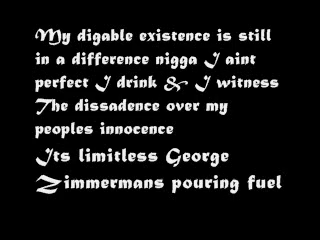 My digable existence is still
in a difference nigga I aint
perfect I drink & I witness
The dissadence over my
peoples innocence
Its limitless George
Zimmermans pouring fuel